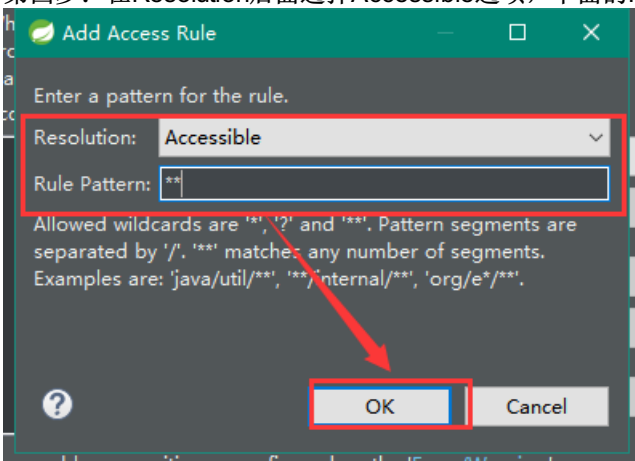 Add Access Rule
Enter a pattern for the rule.
Resolution: Accessible
Rule Pattern: **
Allowed wildcards are '*', '?' and '**'. Pattern segments are
separated by '/'. '**' matches any number of segments.
Examples are: 'java/util/**', '**/internal/**', 'org/e*/**'.
OK Cancel